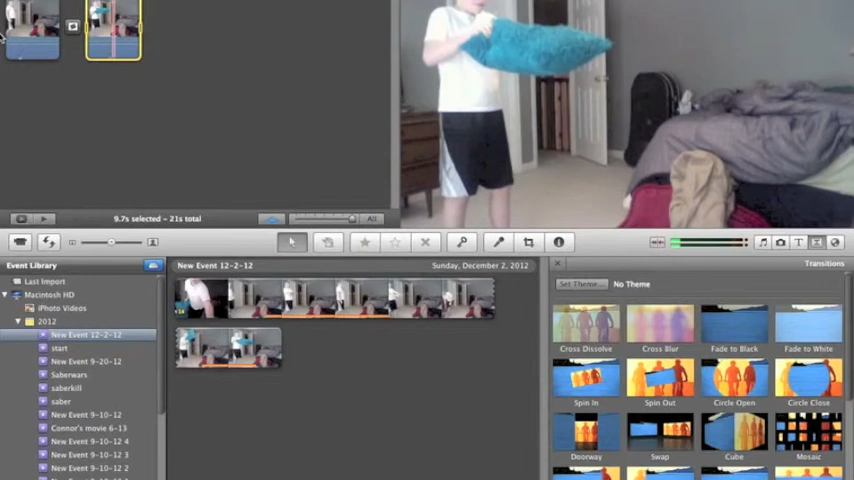 9.7s selected – 21s total
All
Event Library
New Event 12-2-12
Sunday, December 2, 2012
Transitions
Last Import
Macintosh HD
iPhoto Videos
2012
New Event 12-2-12
start
New Event 9-20-12
Saberwars
saberkill
saber
New Event 9-10-12
Connor's movie 6-13
New Event 9-10-12 4
New Event 9-10-12 3
New Event 9-10-12 2
Set Theme...
No Theme
Cross Dissolve
Cross Blur
Fade to Black
Fade to White
Spin In
Spin Out
Circle Open
Circle Close
Doorway
Swap
Cube
Mosaic